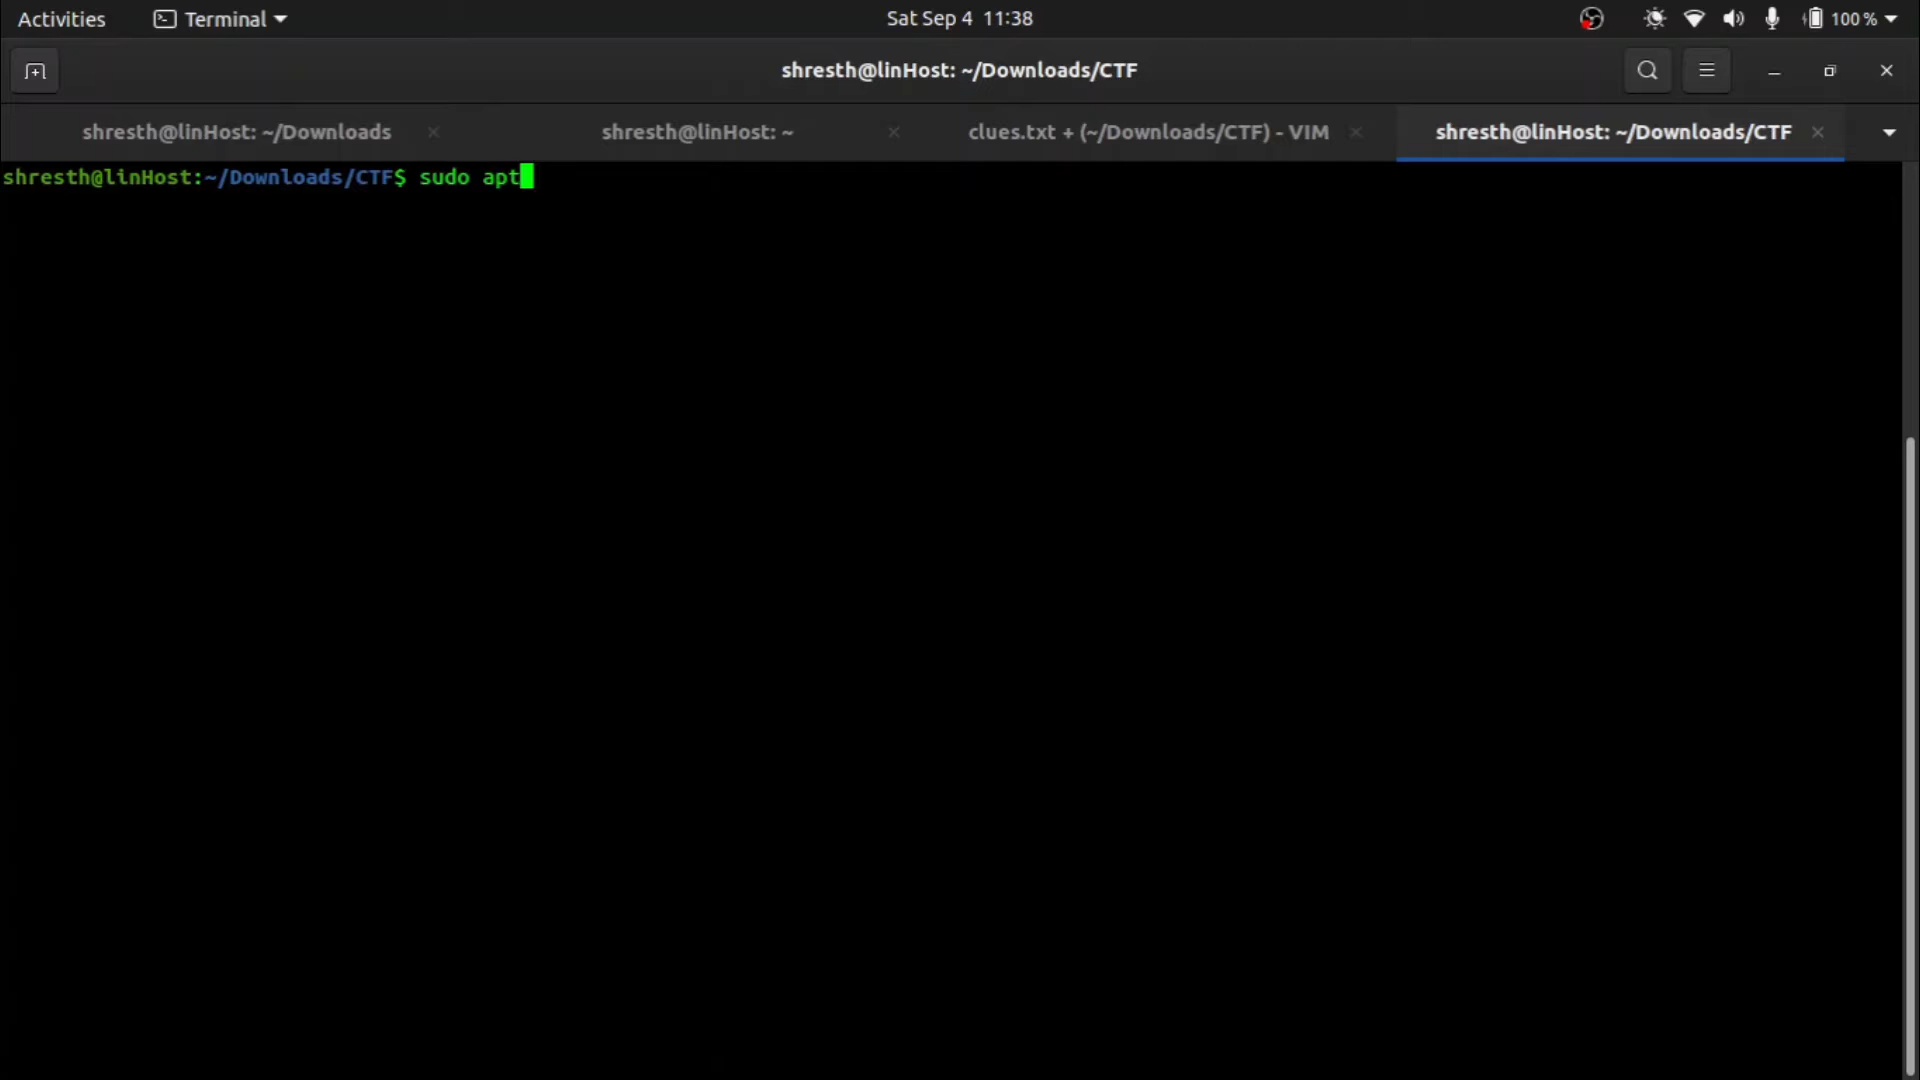 Activities Terminal Sat Sep 4 11:38 100 %
shresth@linHost: ~/Downloads/CTF
shresth@linHost: ~/Downloads shresth@linHost: ~ clues.txt + (~/Downloads/CTF) - VIM shresth@linHost: ~/Downloads/CTF
shresth@linHost:~/Downloads/CTF$ sudo apt